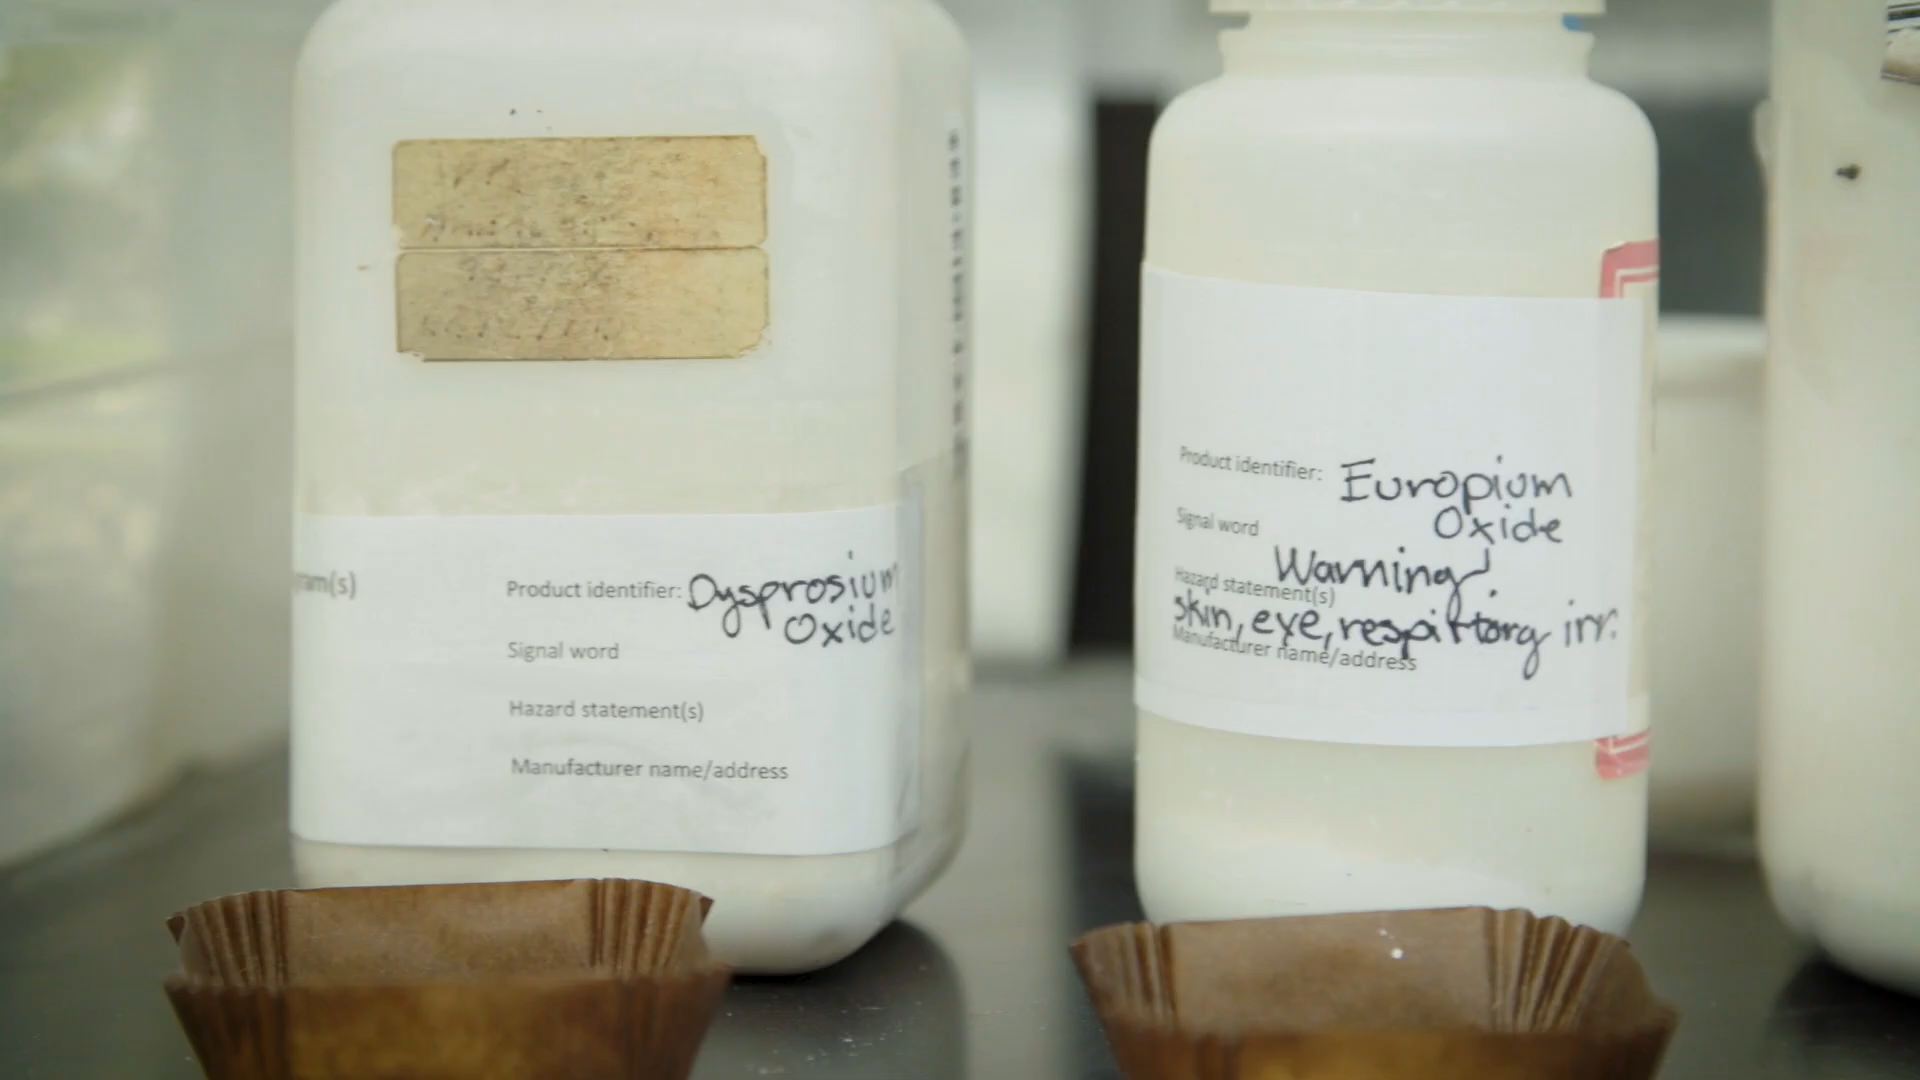 gram(s)
Product identifier: Dysprosium
Oxide
Signal word
Hazard statement(s)
Manufacturer name/address
Product identifier: Europium
Oxide
Signal word
Warning!
Hazard statement(s)
skin, eye, respittory irr.
Manufacturer name/address